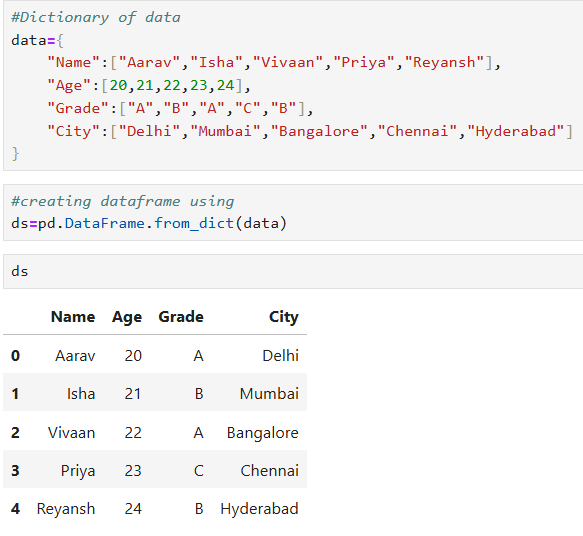 #Dictionary of data
data={
    "Name":["Aarav","Isha","Vivaan","Priya","Reyansh"],
    "Age":[20,21,22,23,24],
    "Grade":["A","B","A","C","B"],
    "City":["Delhi","Mumbai","Bangalore","Chennai","Hyderabad"]
}
#creating dataframe using
ds=pd.DataFrame.from_dict(data)
ds
Name Age Grade City
0 Aarav 20 A Delhi
1 Isha 21 B Mumbai
2 Vivaan 22 A Bangalore
3 Priya 23 C Chennai
4 Reyansh 24 B Hyderabad